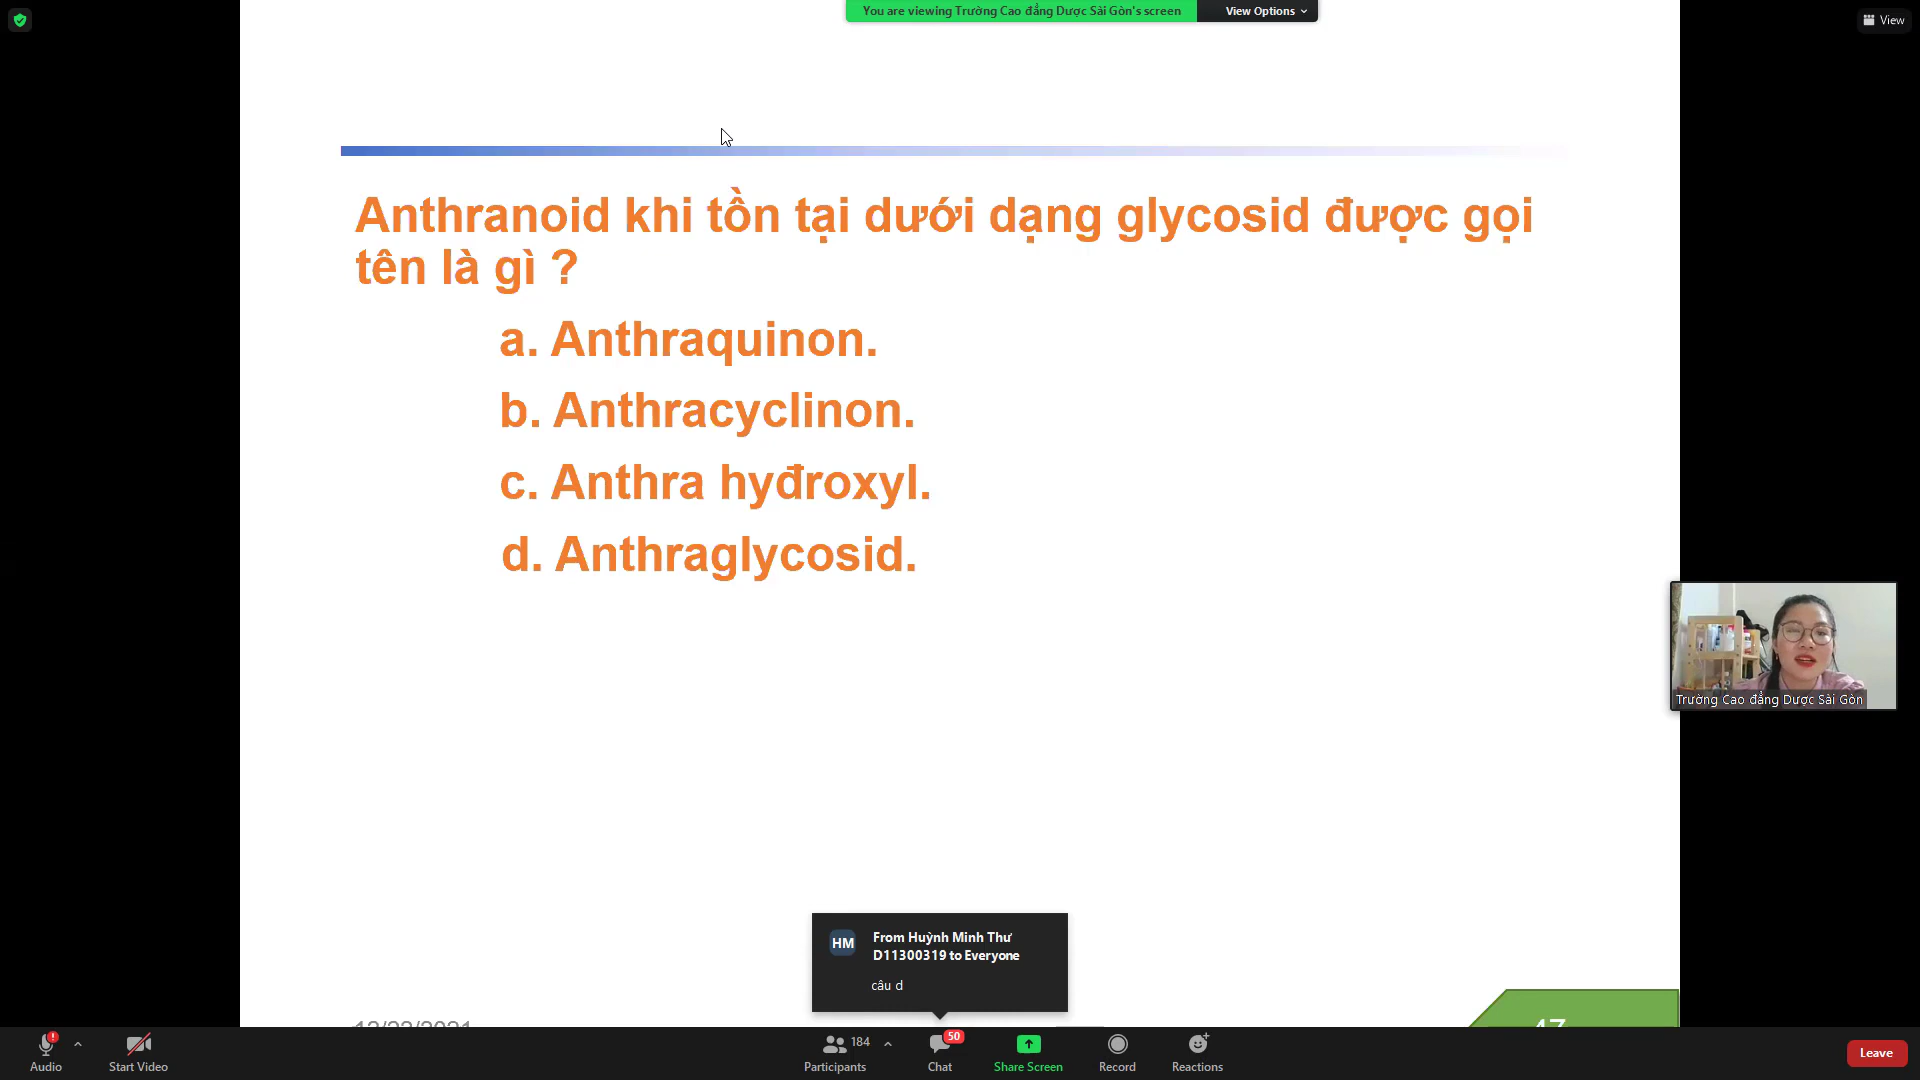 You are viewing Trường Cao đẳng Dược Sài Gòn's screen
View Options
View
Anthranoid khi tồn tại dưới dạng glycosid được gọi
tên là gì ?
a. Anthraquinon.
b. Anthracyclinon.
c. Anthra hyđroxyl.
d. Anthraglycosid.
Trường Cao đẳng Dược Sài Gòn
HM
From Huỳnh Minh Thư
D11300319 to Everyone
câu d
47
Audio
Start Video
184
Participants
50
Chat
Share Screen
Record
Reactions
Leave